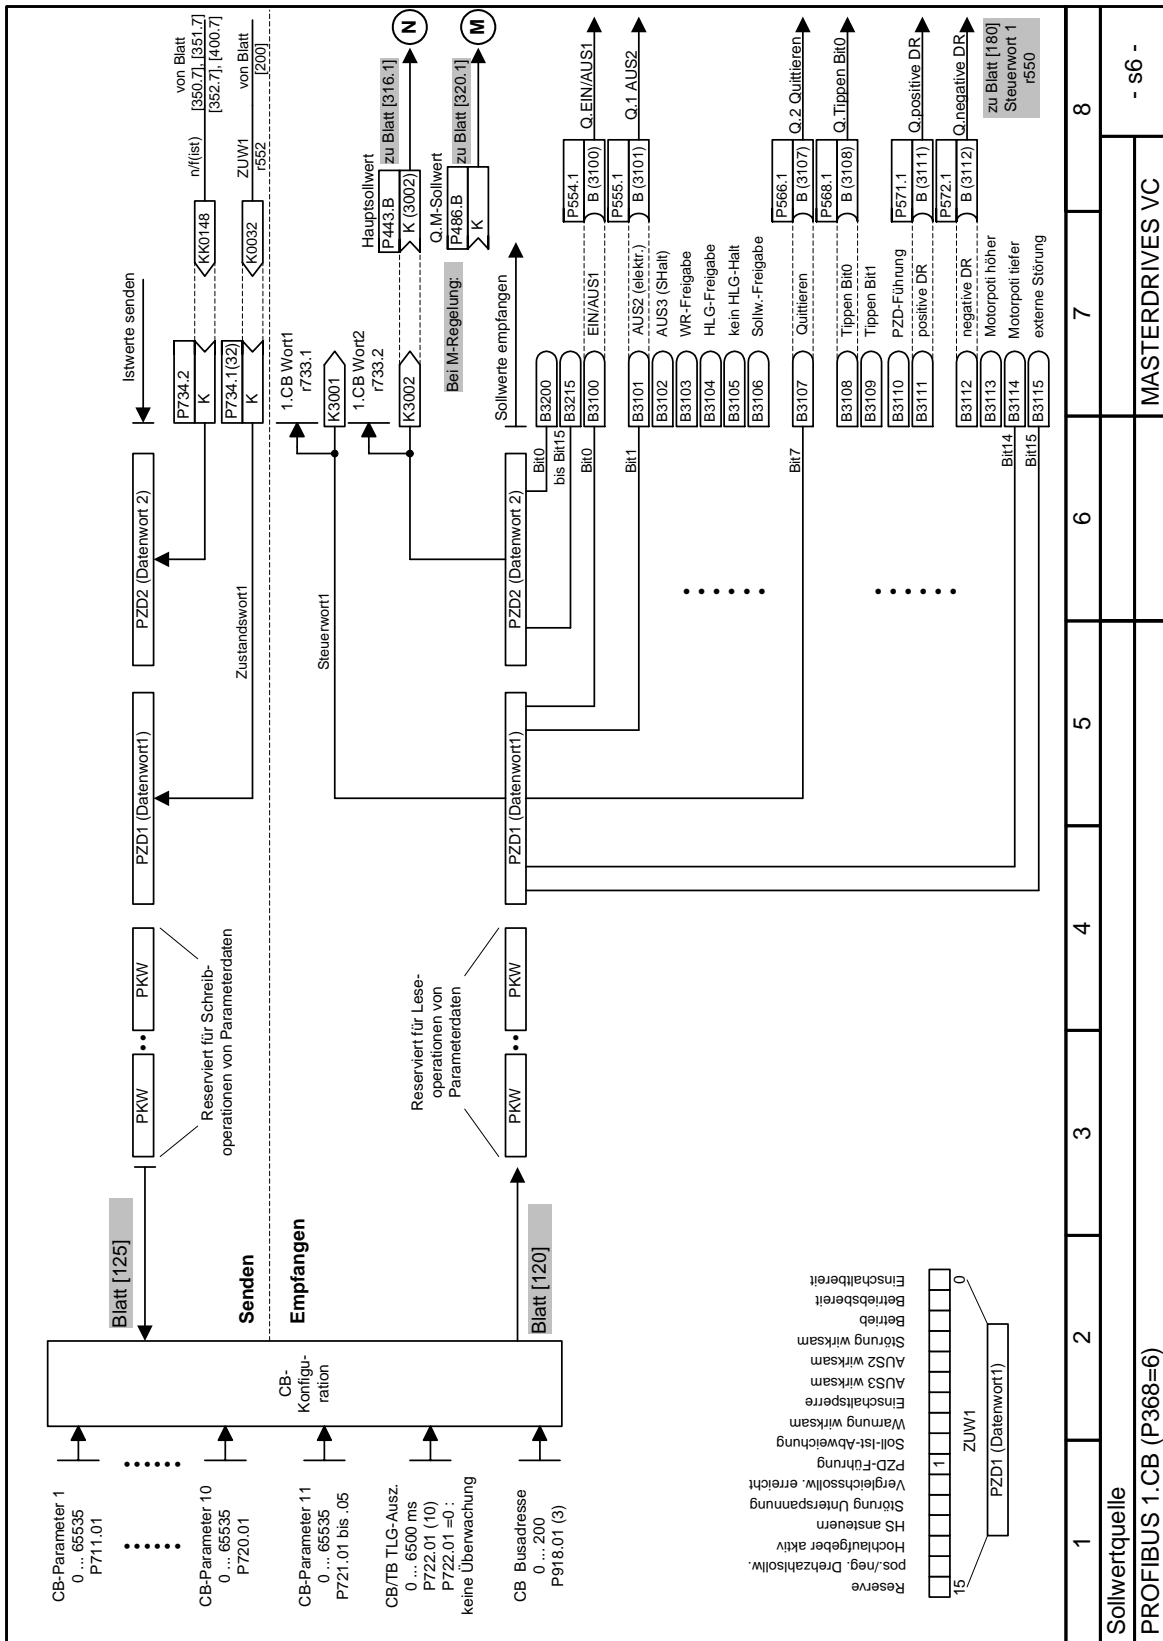 CB-Parameter 1
0 ... 65535
P711.01
CB-Parameter 10
0 ... 65535
P720.01
CB-Parameter 11
0 ... 65535
P721.01 bis .05
CB/TB TLG-Ausz.
0 ... 6500 ms
P722.01 (10)
P722.01 =0 :
keine Überwachung
CB Busadresse
0 ... 200
P918.01 (3)
CB-
Konfigu-
ration
Blatt [125]
Senden
Empfangen
Blatt [120]
PKW
PKW
Reserviert für Schreib-
operationen von Parameterdaten
PZD1 (Datenwort1)
PZD2 (Datenwort 2)
Istwerte senden
Zustandswort1
P734.2
K
P734.1(32)
K
KK0148
K0032
n/f(ist)
von Blatt
[350.7], [351.7]
[352.7], [400.7]
ZUW1
r552
von Blatt
[200]
Steuerwort1
1.CB Wort1
r733.1
K3001
1.CB Wort2
r733.2
K3002
Hauptsollwert
P443.B
K (3002)
zu Blatt [316.1]
N
Bei M-Regelung:
Q.M-Sollwert
P486.B
K
zu Blatt [320.1]
M
Reserviert für Lese-
operationen von
Parameterdaten
PKW
PKW
PZD1 (Datenwort1)
PZD2 (Datenwort 2)
Sollwerte empfangen
Bit0
B3200
bis Bit15
B3215
Bit0
B3100
EIN/AUS1
P554.1
B (3100)
Q.EIN/AUS1
Bit1
B3101
AUS2 (elektr.)
P555.1
B (3101)
Q.1 AUS2
B3102
AUS3 (SHalt)
B3103
WR-Freigabe
B3104
HLG-Freigabe
B3105
kein HLG-Halt
B3106
Sollw.-Freigabe
Bit7
B3107
Quittieren
P566.1
B (3107)
Q.2 Quittieren
B3108
Tippen Bit0
P568.1
B (3108)
Q.Tippen Bit0
B3109
Tippen Bit1
B3110
PZD-Führung
B3111
positive DR
P571.1
B (3111)
Q.positive DR
B3112
negative DR
P572.1
B (3112)
Q.negative DR
B3113
Motorpoti höher
Bit14
B3114
Motorpoti tiefer
Bit15
B3115
externe Störung
zu Blatt [180]
Steuerwort 1
r550
Einschaltbereit
Betriebsbereit
Betrieb
Störung wirksam
AUS2 wirksam
AUS3 wirksam
Einschaltsperre
Warnung wirksam
Soll-Ist-Abweichung
PZD-Führung
Vergleichssollw. erreicht
Störung Unterspannung
HS ansteuern
Hochlaufgeber aktiv
pos./neg. Drehzahlsollw.
Reserve
1
15
0
ZUW1
PZD1 (Datenwort1)
1
2
3
4
5
6
7
8
Sollwertquelle
PROFIBUS 1.CB (P368=6)
MASTERDRIVES VC
- s6 -